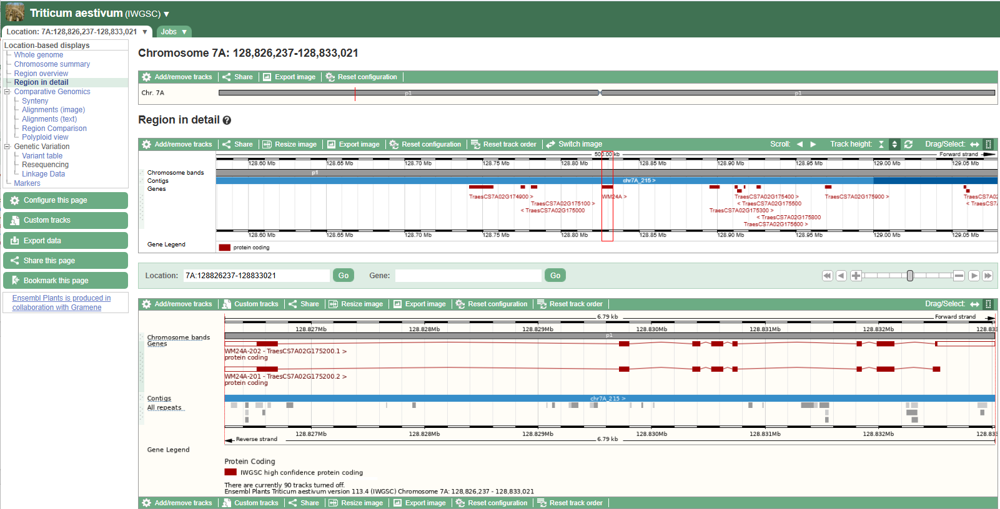 Triticum aestivum (IWGSC) ▼
Location: 7A:128,826,237-128,833,021 ▼
Jobs ▼
Location-based displays
Whole genome
Chromosome summary
Region overview
Region in detail
Comparative Genomics
Synteny
Alignments (image)
Alignments (text)
Region Comparison
Polyploid view
Genetic Variation
Variant table
Resequencing
Linkage Data
Markers
Configure this page
Custom tracks
Export data
Share this page
Bookmark this page
Ensembl Plants is produced in
collaboration with Gramene
Chromosome 7A: 128,826,237-128,833,021
Add/remove tracks Share Export image Reset configuration
Chr. 7A p1 p1
Region in detail ?
Add/remove tracks Share Resize image Export image Reset configuration Reset track order Switch image Scroll: Track height: Drag/Select:
500.00 kb Forward strand
128.60 Mb 128.65 Mb 128.70 Mb 128.75 Mb 128.80 Mb 128.85 Mb 128.90 Mb 128.95 Mb 129.00 Mb 129.05 Mb
Chromosome bands p1
Contigs chr7A_215 >
Genes
TraesCS7A02G174900 > WM24A > TraesCS7A02G175400 > TraesCS7A02G175900 >
TraesCS7A02G175100 > < TraesCS7A02G175500
< TraesCS7A02G175000 TraesCS7A02G175300 >
< TraesCS7A02G175800
TraesCS7A02G175600 >
128.60 Mb 128.65 Mb 128.70 Mb 128.75 Mb 128.80 Mb 128.85 Mb 128.90 Mb 128.95 Mb 129.00 Mb 129.05 Mb
Gene Legend
protein coding
Location: 7A:128826237-128833021 Go Gene: Go
Add/remove tracks Custom tracks Share Resize image Export image Reset configuration Reset track order Drag/Select:
6.79 kb Forward strand
128.827Mb 128.828Mb 128.829Mb 128.830Mb 128.831Mb 128.832Mb 128.833
Chromosome bands p1
Genes
WM24A-202 - TraesCS7A02G175200.1 >
protein coding
WM24A-201 - TraesCS7A02G175200.2 >
protein coding
Contigs chr7A_215 >
All repeats
128.827Mb 128.828Mb 128.829Mb 128.830Mb 128.831Mb 128.832Mb 128.833
Reverse strand 6.79 kb
Gene Legend
Protein Coding
IWGSC high confidence protein coding
There are currently 90 tracks turned off.
Ensembl Plants Triticum aestivum version 113.4 (IWGSC) Chromosome 7A: 128,826,237 - 128,833,021
Add/remove tracks Custom tracks Share Resize image Export image Reset configuration Reset track order